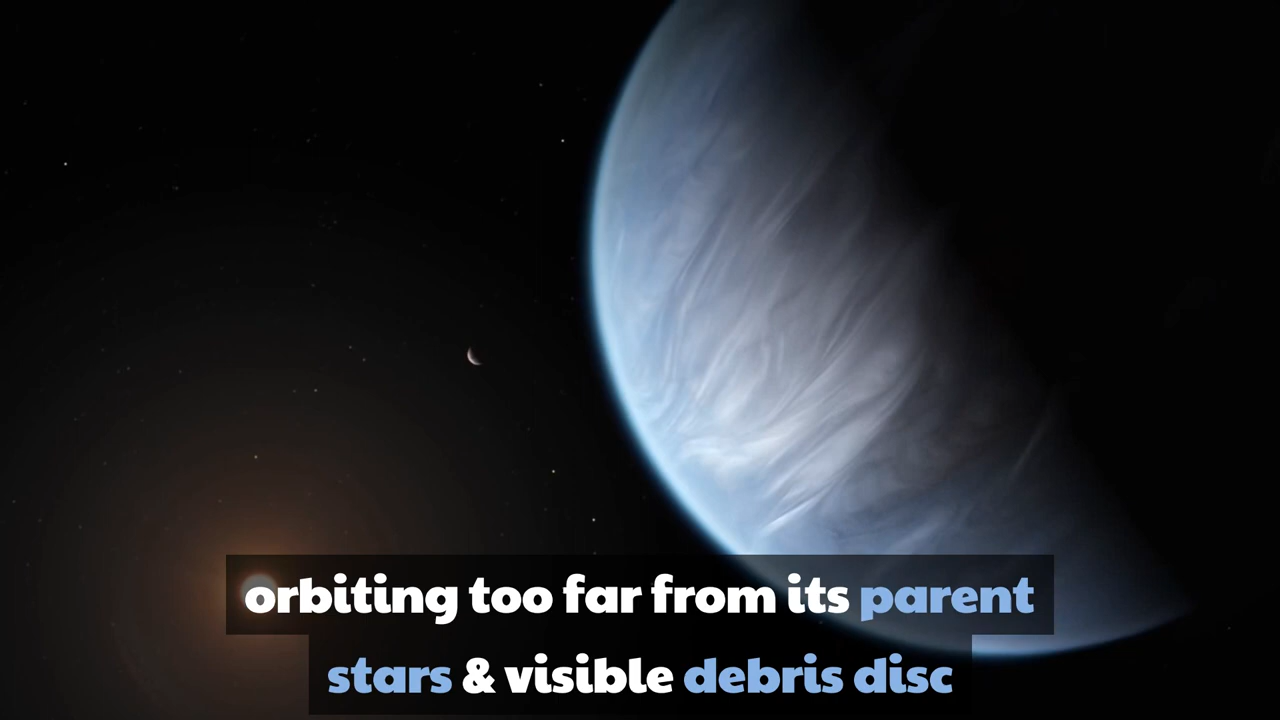 orbiting too far from its parent
stars & visible debris disc